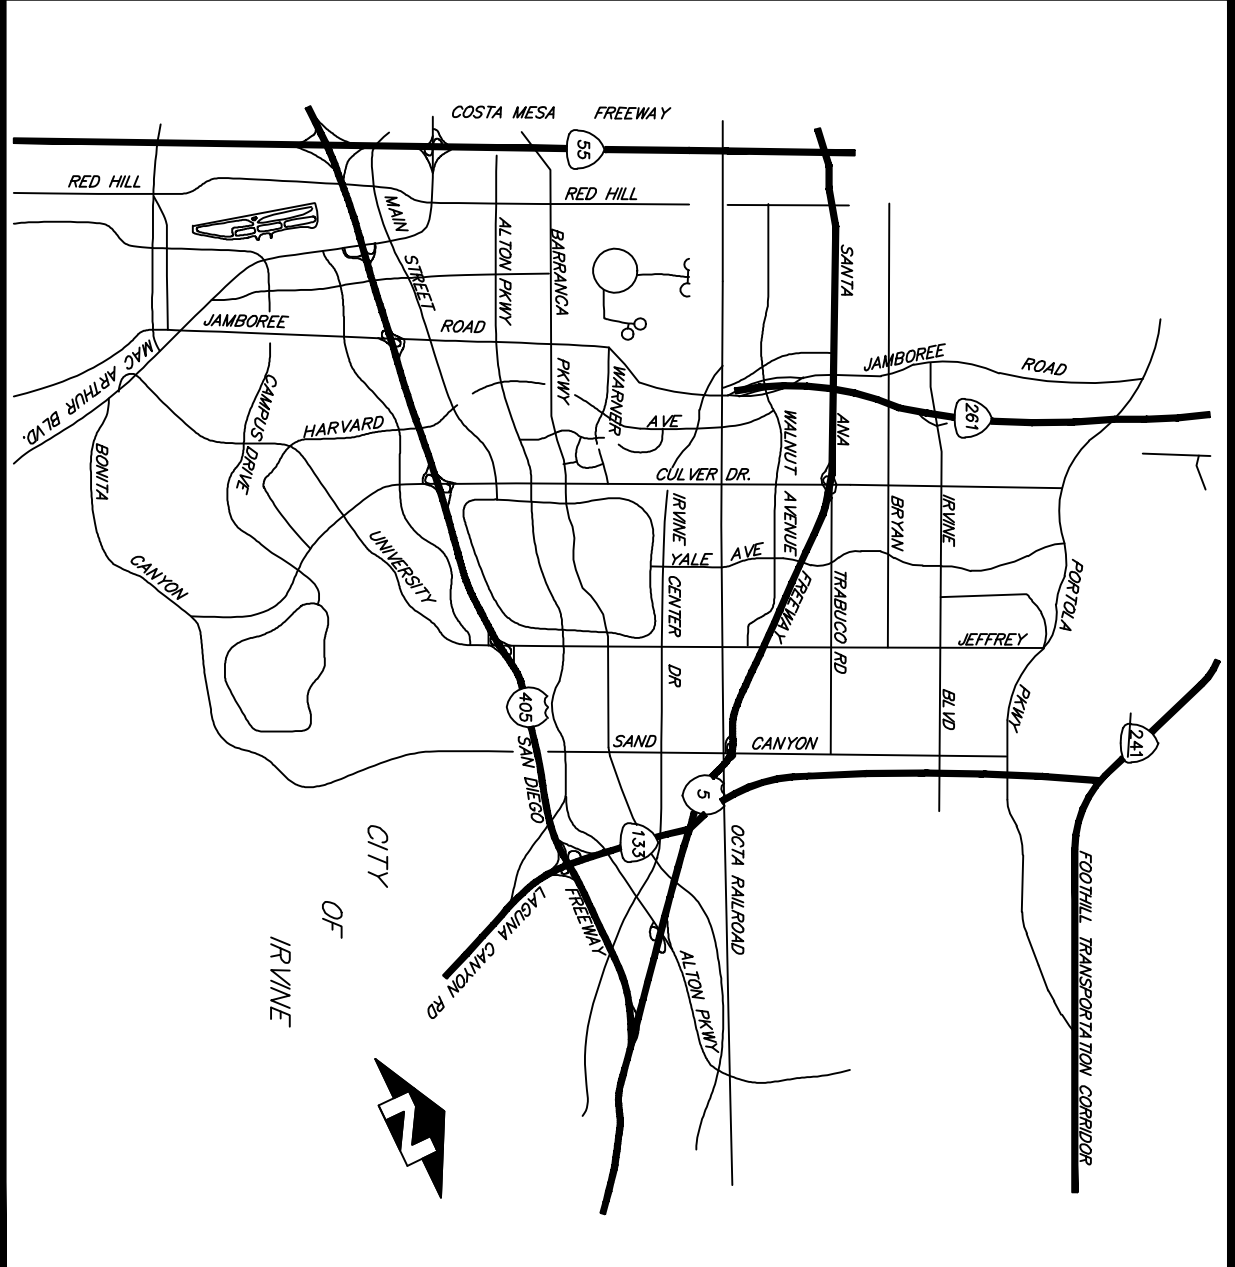 COSTA MESA FREEWAY
55
RED HILL
RED HILL
MAIN
STREET
ALTON PKWY
BARRANCA
PKWY
SANTA
ANA
FREEWAY
JAMBOREE
ROAD
JAMBOREE
ROAD
MAC ARTHUR BLVD.
CAMPUS DRIVE
HARVARD
AVE
WARNER
WALNUT AVENUE
261
BONITA
CANYON
CULVER DR.
IRVINE
CENTER
DR
YALE AVE
BRYAN
IRVINE
BLVD
UNIVERSITY
TRABUCO RD
PORTOLA
PKWY
JEFFREY
405
SAN DIEGO
FREEWAY
SAND
CANYON
241
5
133
OCTA RAILROAD
LAGUNA CANYON RD
ALTON PKWY
FOOTHILL TRANSPORTATION CORRIDOR
CITY
OF
IRVINE
N